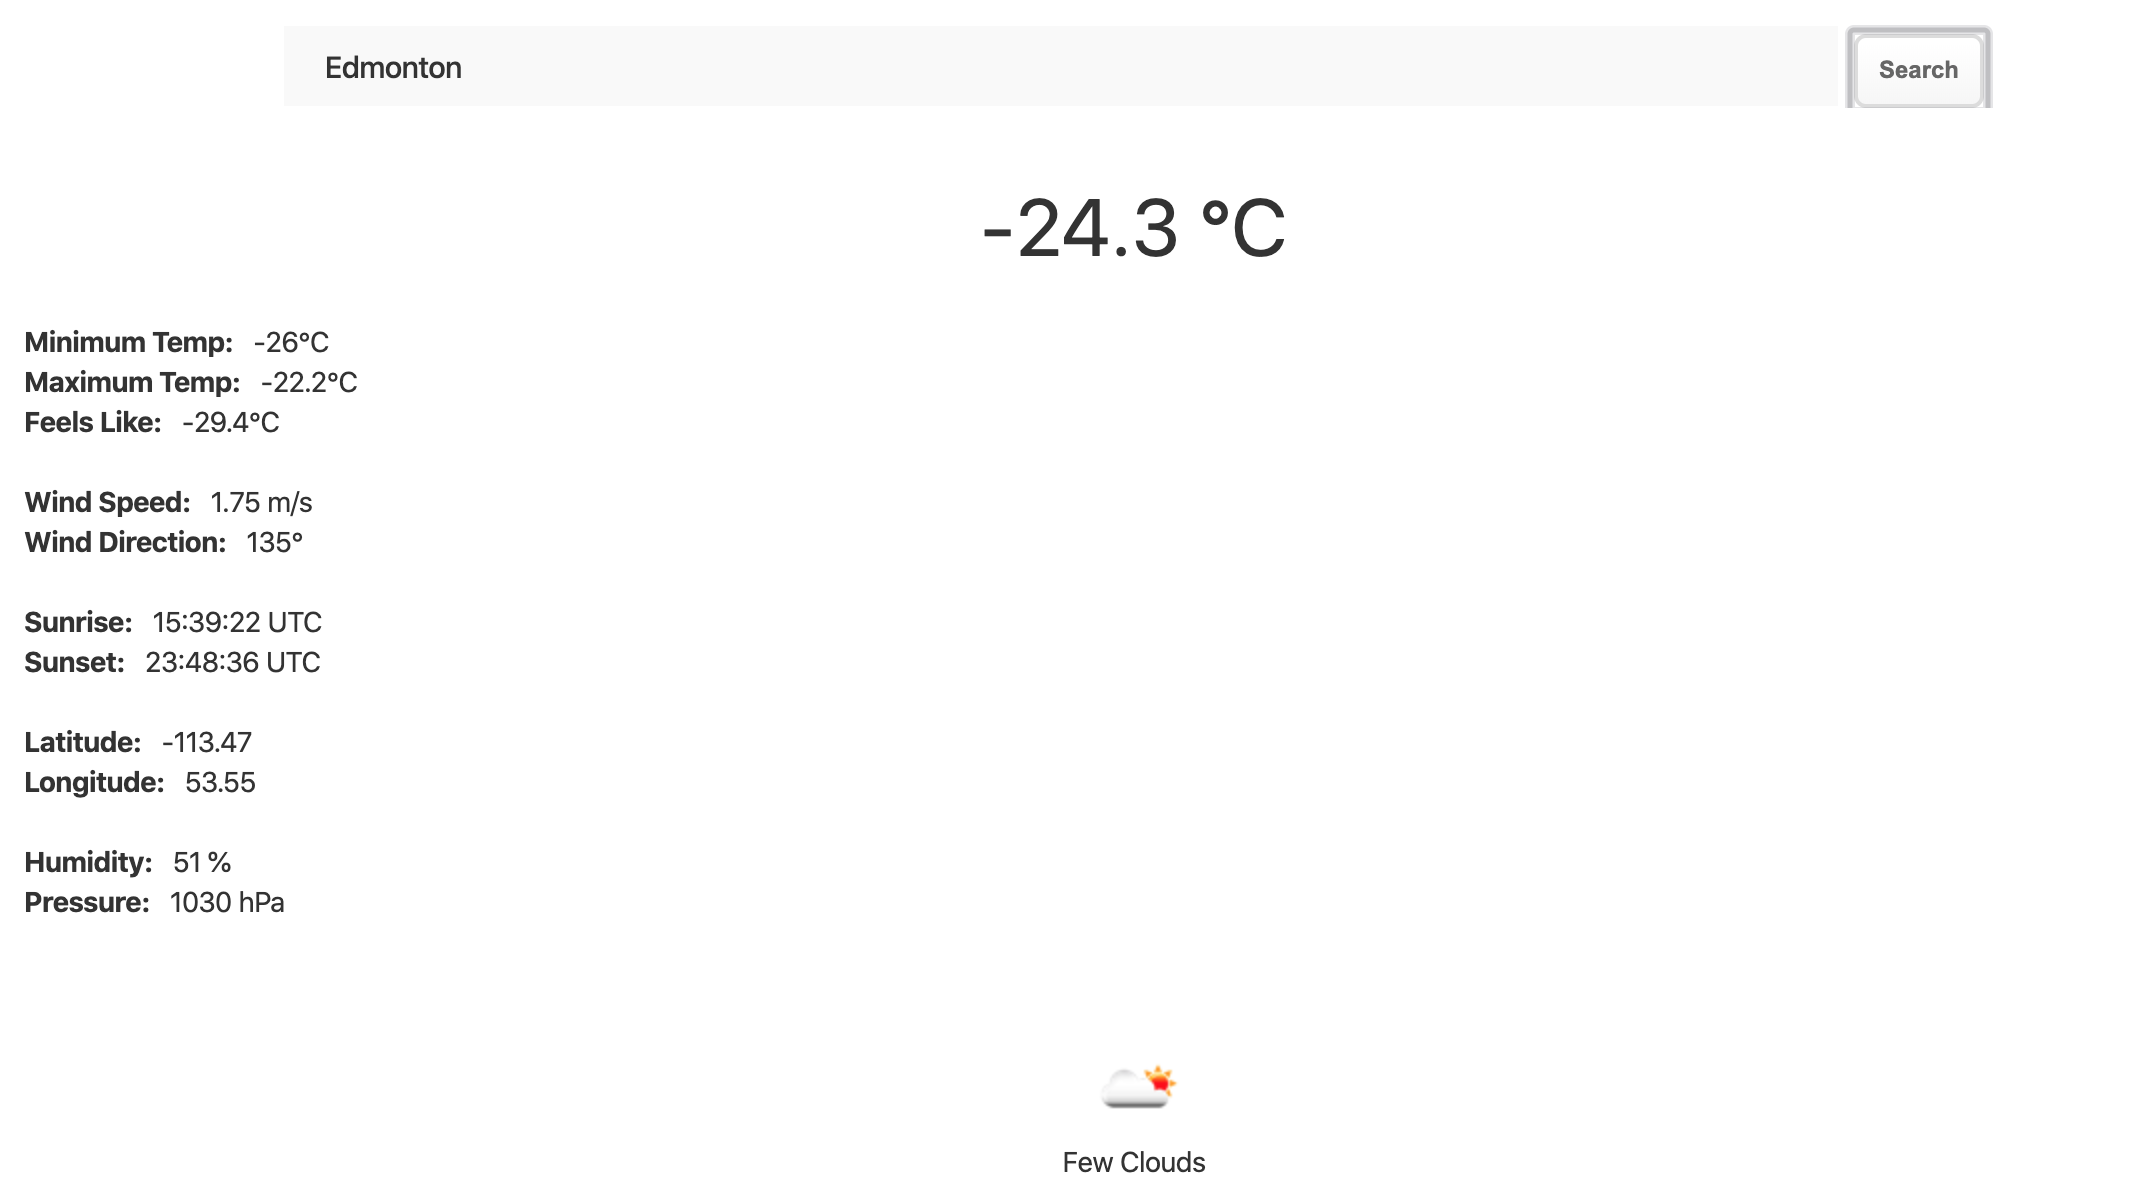 Edmonton
Search
-24.3 °C
Minimum Temp: -26°C
Maximum Temp: -22.2°C
Feels Like: -29.4°C
Wind Speed: 1.75 m/s
Wind Direction: 135°
Sunrise: 15:39:22 UTC
Sunset: 23:48:36 UTC
Latitude: -113.47
Longitude: 53.55
Humidity: 51 %
Pressure: 1030 hPa
Few Clouds